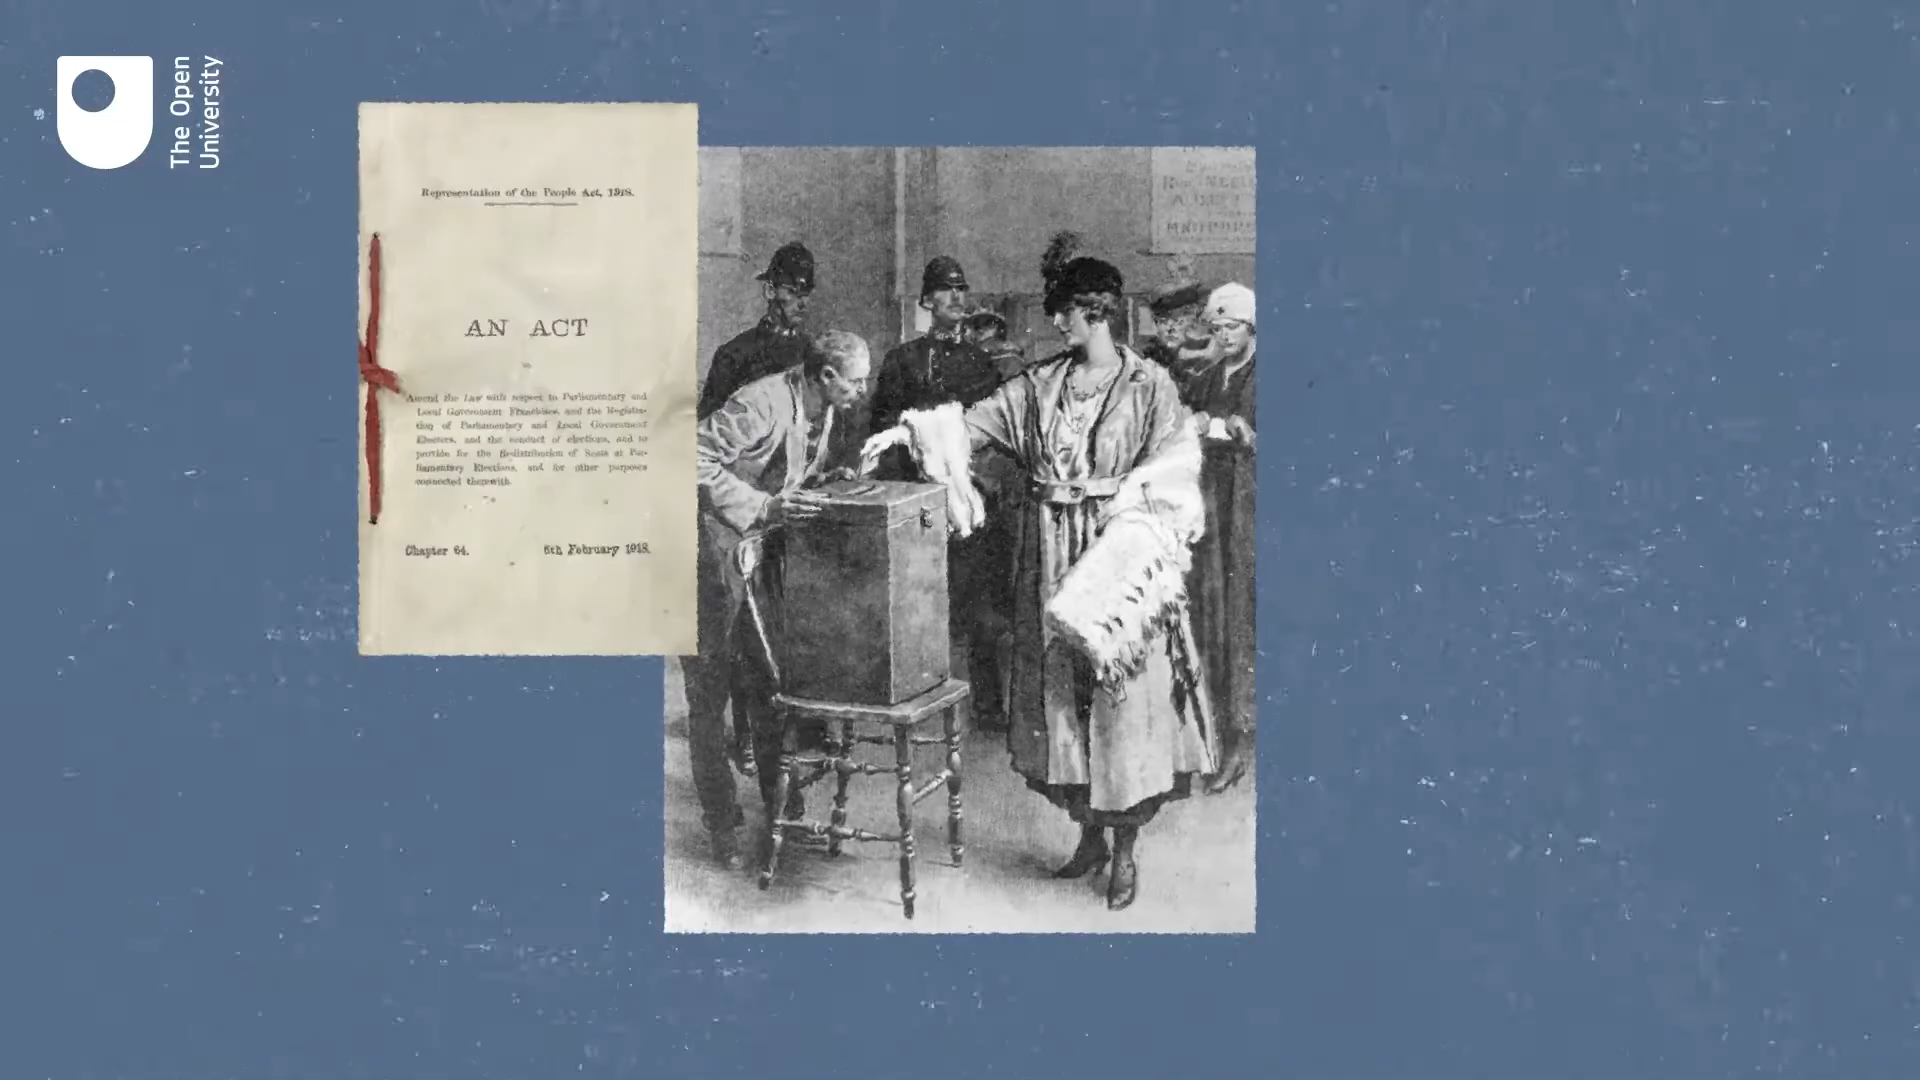 The Open
University
Representation of the People Act, 1918.
AN ACT
to
Amend the Law with respect to Parliamentary and
Local Government Franchises, and the Registra-
tion of Parliamentary and Local Government
Electors, and the conduct of elections, and to
provide for the Redistribution of Seats at Par-
liamentary Elections, and for other purposes
connected therewith.
Chapter 64.
6th February 1918.